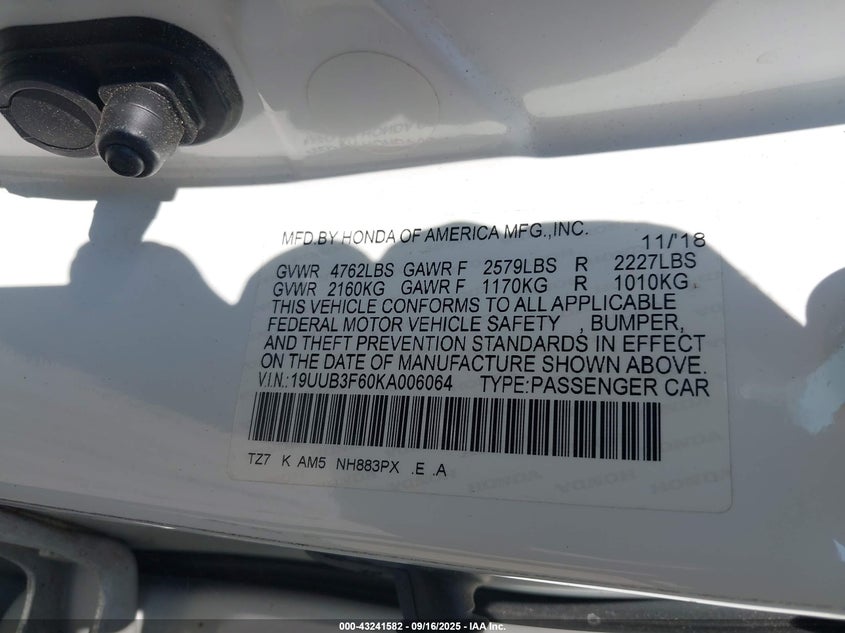 MFD.BY HONDA OF AMERICA MFG.,INC. 11/'18
GVWR 4762LBS GAWR F 2579LBS R 2227LBS
GVWR 2160KG GAWR F 1170KG R 1010KG
THIS VEHICLE CONFORMS TO ALL APPLICABLE
FEDERAL MOTOR VEHICLE SAFETY , BUMPER,
AND THEFT PREVENTION STANDARDS IN EFFECT
ON THE DATE OF MANUFACTURE SHOWN ABOVE.
V.I.N.:19UUB3F60KA006064 TYPE:PASSENGER CAR
TZ7 K AM5 NH883PX .E .A
HONDA HONDA HONDA
000-43241582 - 09/16/2025 - IAA Inc.